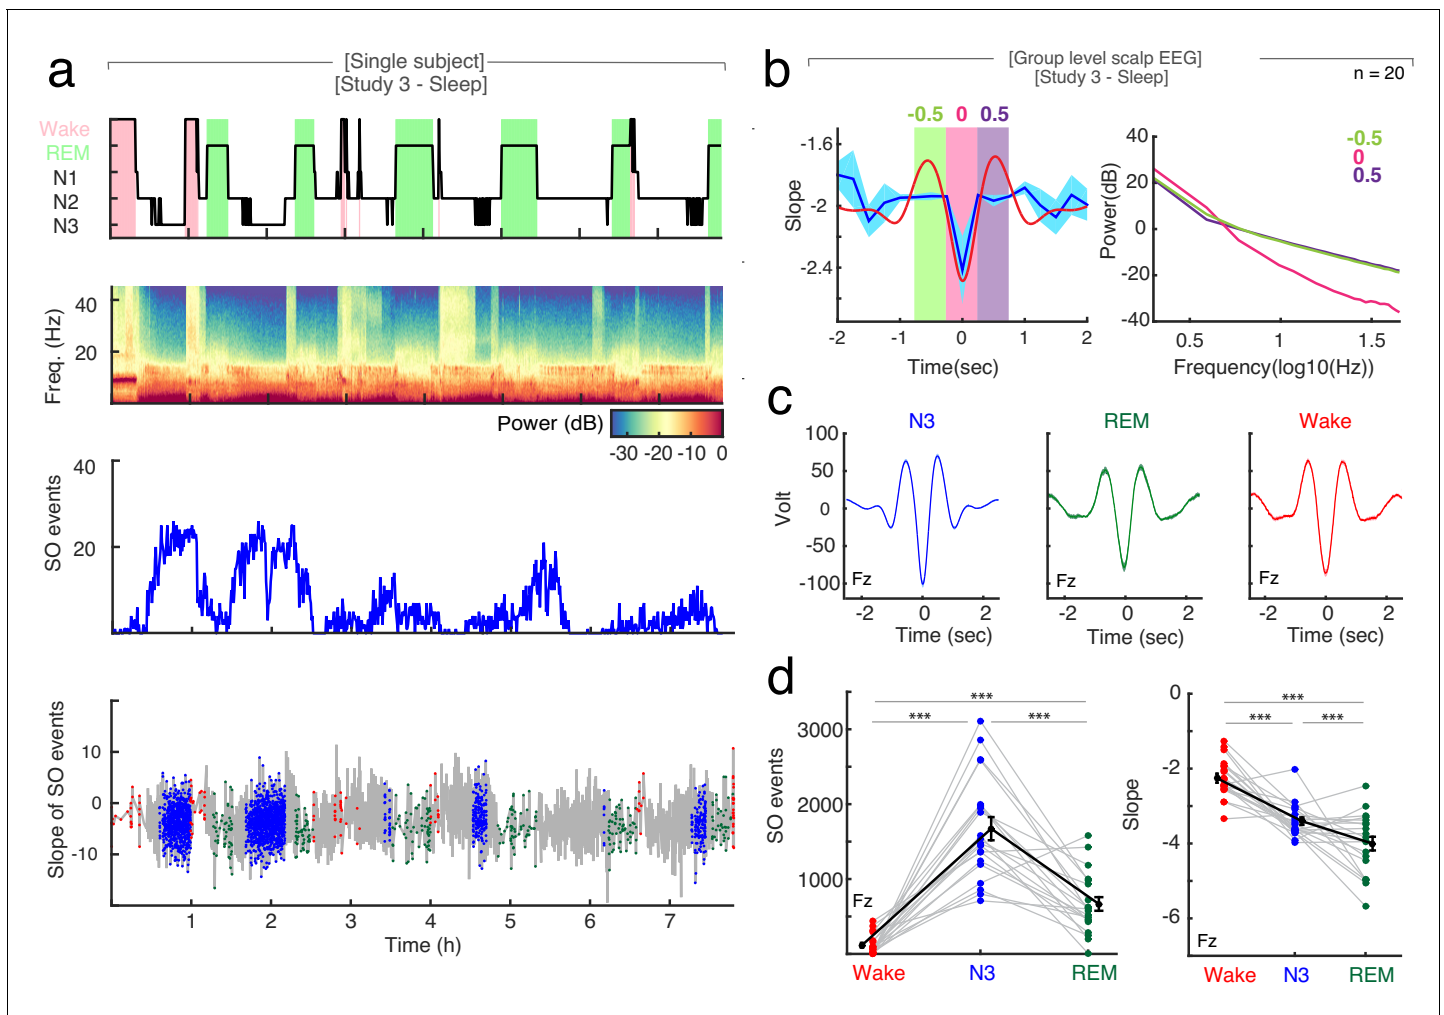 a
[Single subject]
[Study 3 - Sleep]
Wake
REM
N1
N2
N3
Freq. (Hz)
40
20
Power (dB)
-30 -20 -10 0
SO events
40
20
Slope of SO events
10
0
-10
1 2 3 4 5 6 7
Time (h)
b
[Group level scalp EEG]
[Study 3 - Sleep]
n = 20
-0.5 0 0.5
Slope
-1.6
-2
-2.4
-2 -1 0 1 2
Time(sec)
Power(dB)
40
20
0
-20
-40
-0.5
0
0.5
0.5 1 1.5
Frequency(log10(Hz))
c
N3 REM Wake
Volt
100
50
0
-50
-100
Fz Fz Fz
-2 0 2 -2 0 2 -2 0 2
Time (sec) Time (sec) Time (sec)
d
SO events
3000
2000
1000
***
*** ***
Fz
Wake N3 REM
Slope
0
-2
-4
-6
***
*** ***
Fz
Wake N3 REM